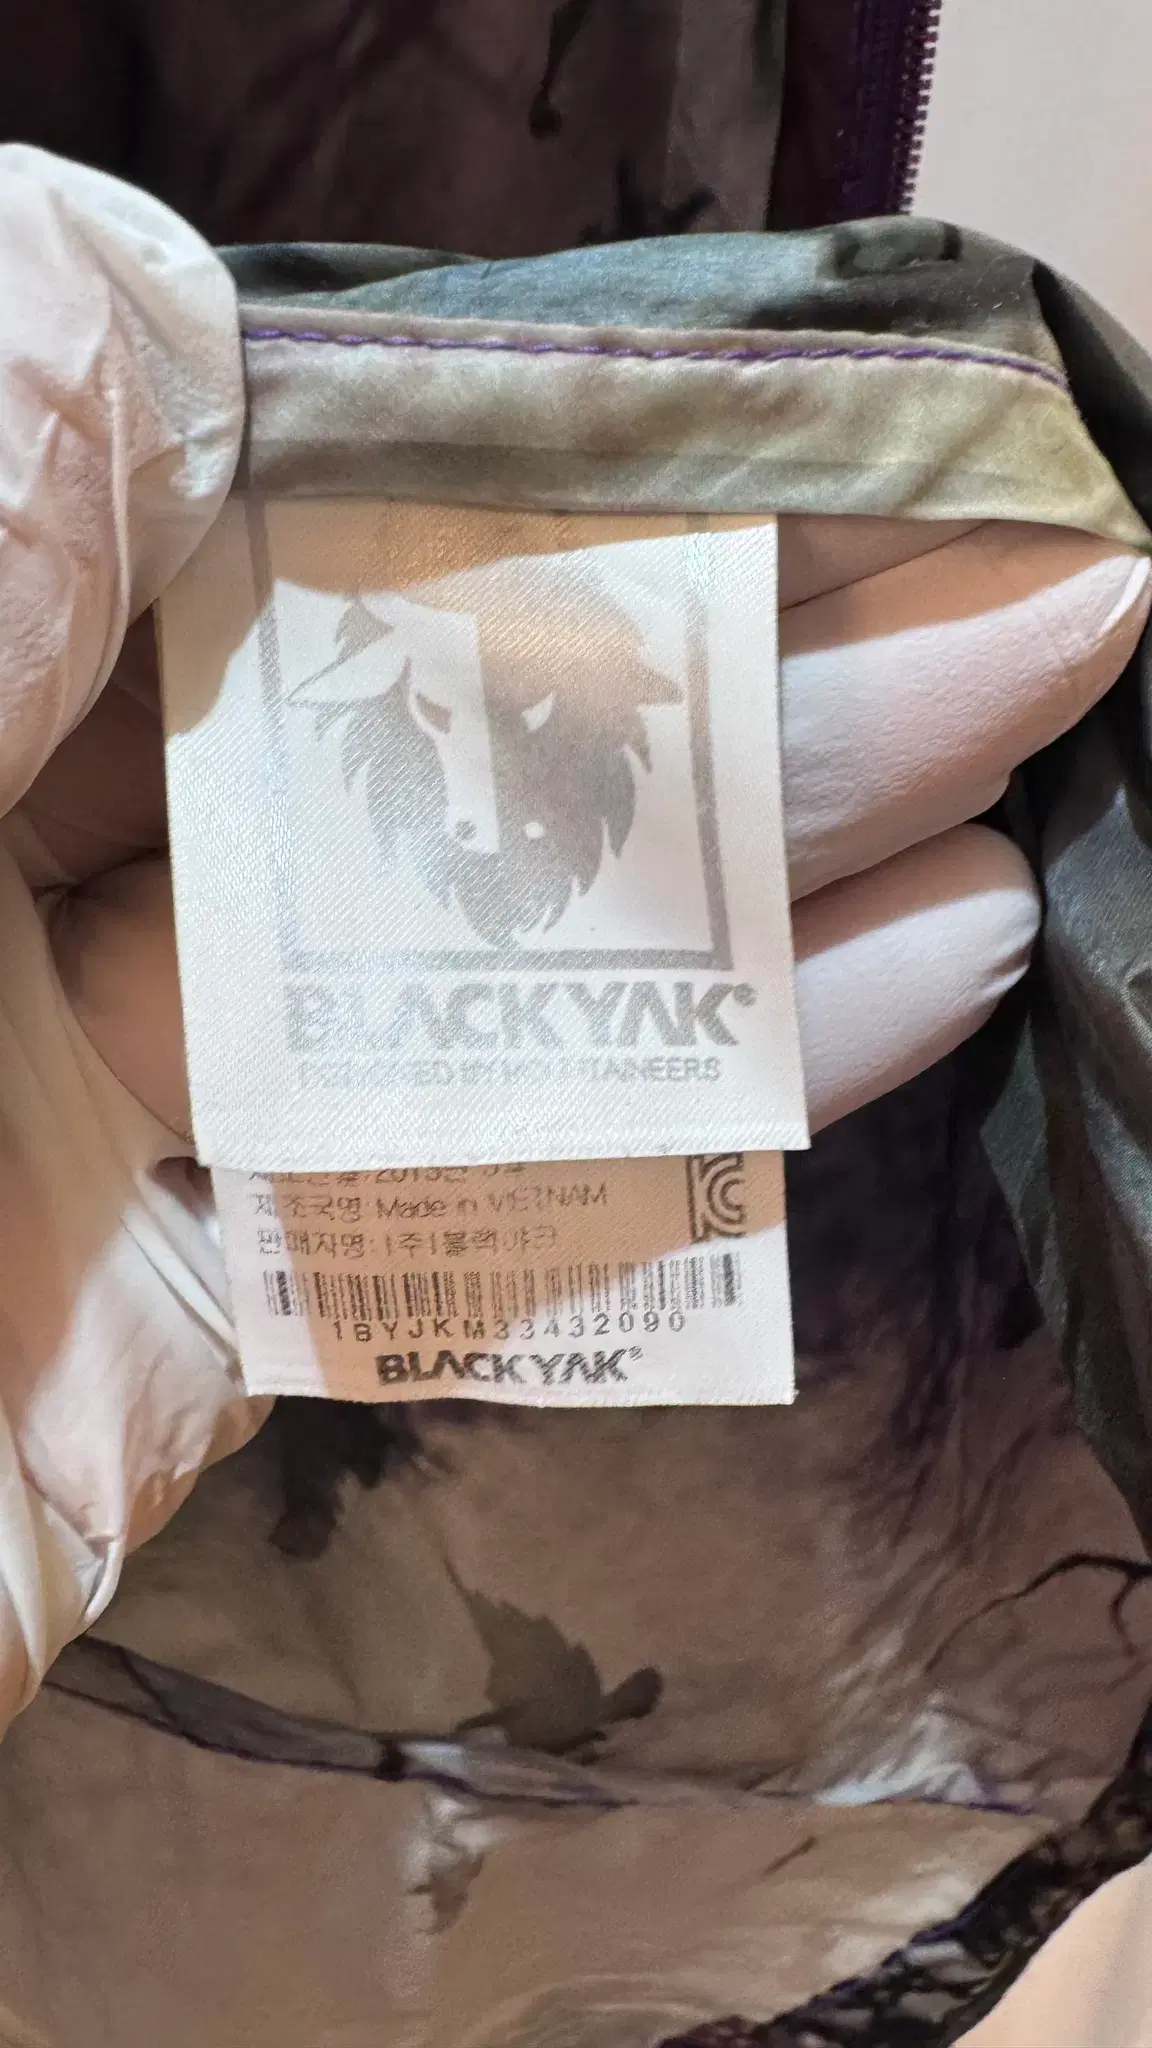 BLACKYAK®
DESIGNED BY MOUNTAINEERS
제조국명: Made in VIETNAM
판매자명: (주)블랙야크
1BYJKM33432090
BLACKYAK®